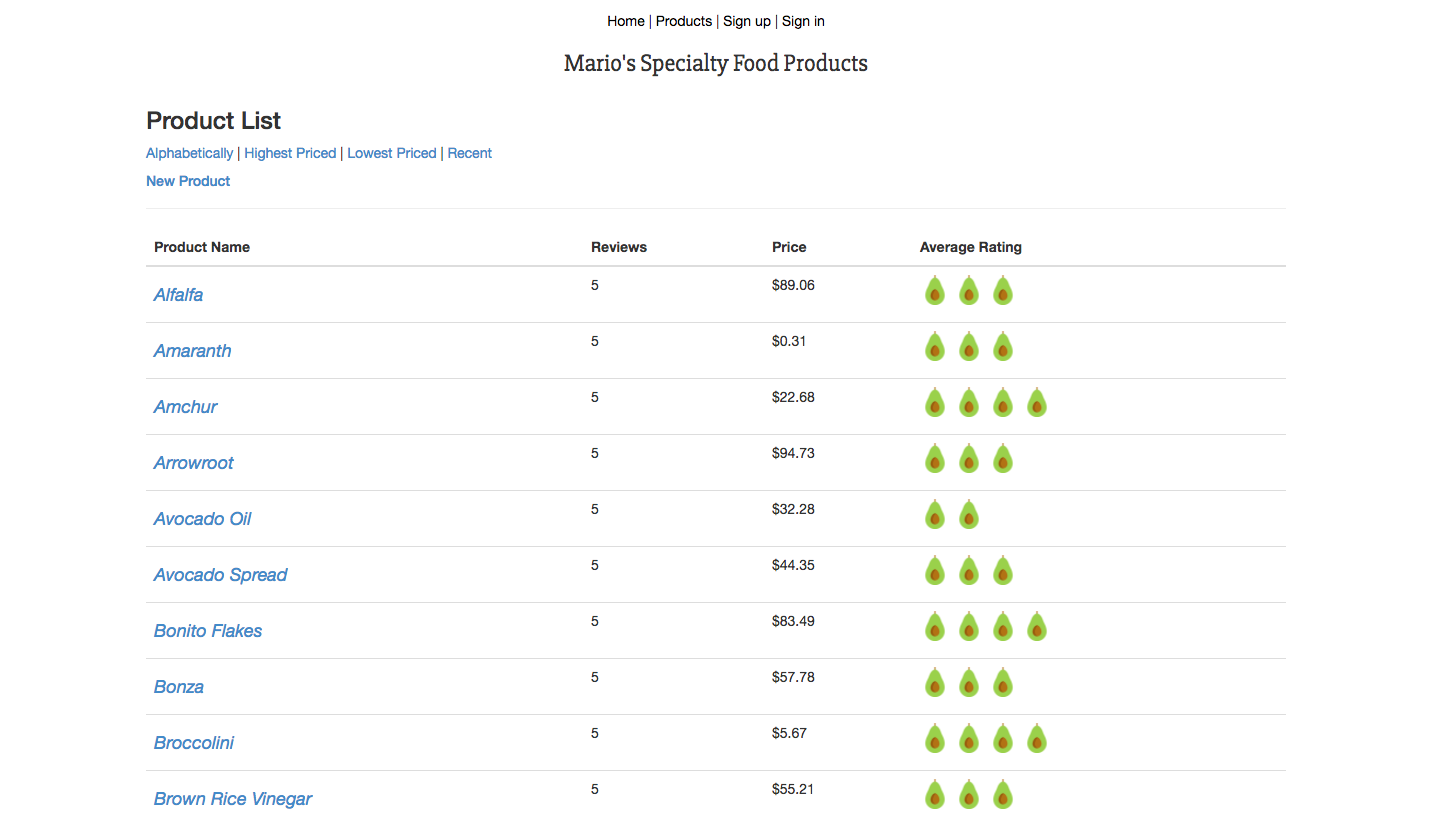 Home | Products | Sign up | Sign in
Mario's Specialty Food Products
Product List
Alphabetically | Highest Priced | Lowest Priced | Recent
New Product
Product Name Reviews Price Average Rating
Alfalfa 5 $89.06
Amaranth 5 $0.31
Amchur 5 $22.68
Arrowroot 5 $94.73
Avocado Oil 5 $32.28
Avocado Spread 5 $44.35
Bonito Flakes 5 $83.49
Bonza 5 $57.78
Broccolini 5 $5.67
Brown Rice Vinegar 5 $55.21